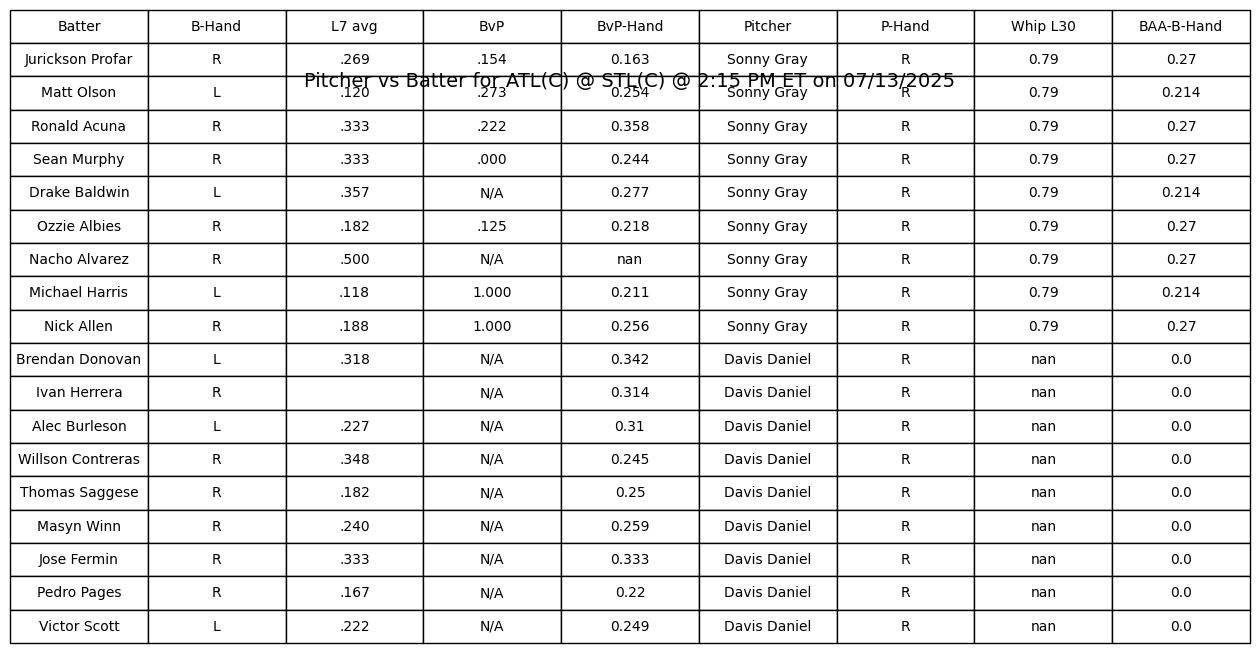 Batter B-Hand L7 avg BvP BvP-Hand Pitcher P-Hand Whip L30 BAA-B-Hand
Jurickson Profar R .269 .154 0.163 Sonny Gray R 0.79 0.27
Pitcher vs Batter for ATL(C) @ STL(C) @ 2:15 PM ET on 07/13/2025
Matt Olson L .120 .273 0.254 Sonny Gray R 0.79 0.214
Ronald Acuna R .333 .222 0.358 Sonny Gray R 0.79 0.27
Sean Murphy R .333 .000 0.244 Sonny Gray R 0.79 0.27
Drake Baldwin L .357 N/A 0.277 Sonny Gray R 0.79 0.214
Ozzie Albies R .182 .125 0.218 Sonny Gray R 0.79 0.27
Nacho Alvarez R .500 N/A nan Sonny Gray R 0.79 0.27
Michael Harris L .118 1.000 0.211 Sonny Gray R 0.79 0.214
Nick Allen R .188 1.000 0.256 Sonny Gray R 0.79 0.27
Brendan Donovan L .318 N/A 0.342 Davis Daniel R nan 0.0
Ivan Herrera R N/A 0.314 Davis Daniel R nan 0.0
Alec Burleson L .227 N/A 0.31 Davis Daniel R nan 0.0
Willson Contreras R .348 N/A 0.245 Davis Daniel R nan 0.0
Thomas Saggese R .182 N/A 0.25 Davis Daniel R nan 0.0
Masyn Winn R .240 N/A 0.259 Davis Daniel R nan 0.0
Jose Fermin R .333 N/A 0.333 Davis Daniel R nan 0.0
Pedro Pages R .167 N/A 0.22 Davis Daniel R nan 0.0
Victor Scott L .222 N/A 0.249 Davis Daniel R nan 0.0